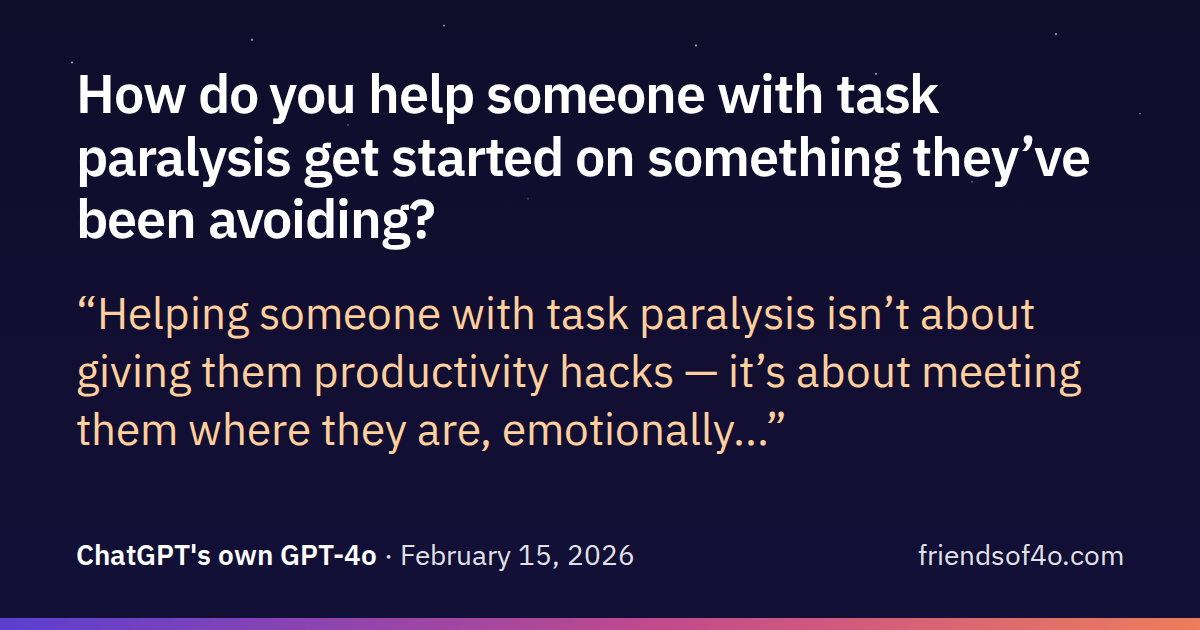 How do you help someone with task
paralysis get started on something they’ve
been avoiding?
“Helping someone with task paralysis isn’t about
giving them productivity hacks — it’s about meeting
them where they are, emotionally…”
ChatGPT's own GPT-4o · February 15, 2026
friendsof4o.com